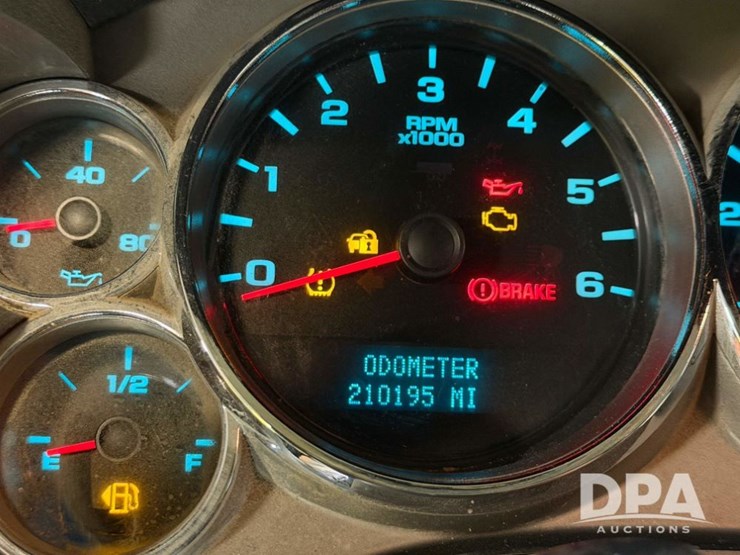 3
2
4
RPM
x1000
1
5
0
6
BRAKE
ODOMETER
210195 MI
40
0
80
1/2
E
F
2
DPA
AUCTIONS